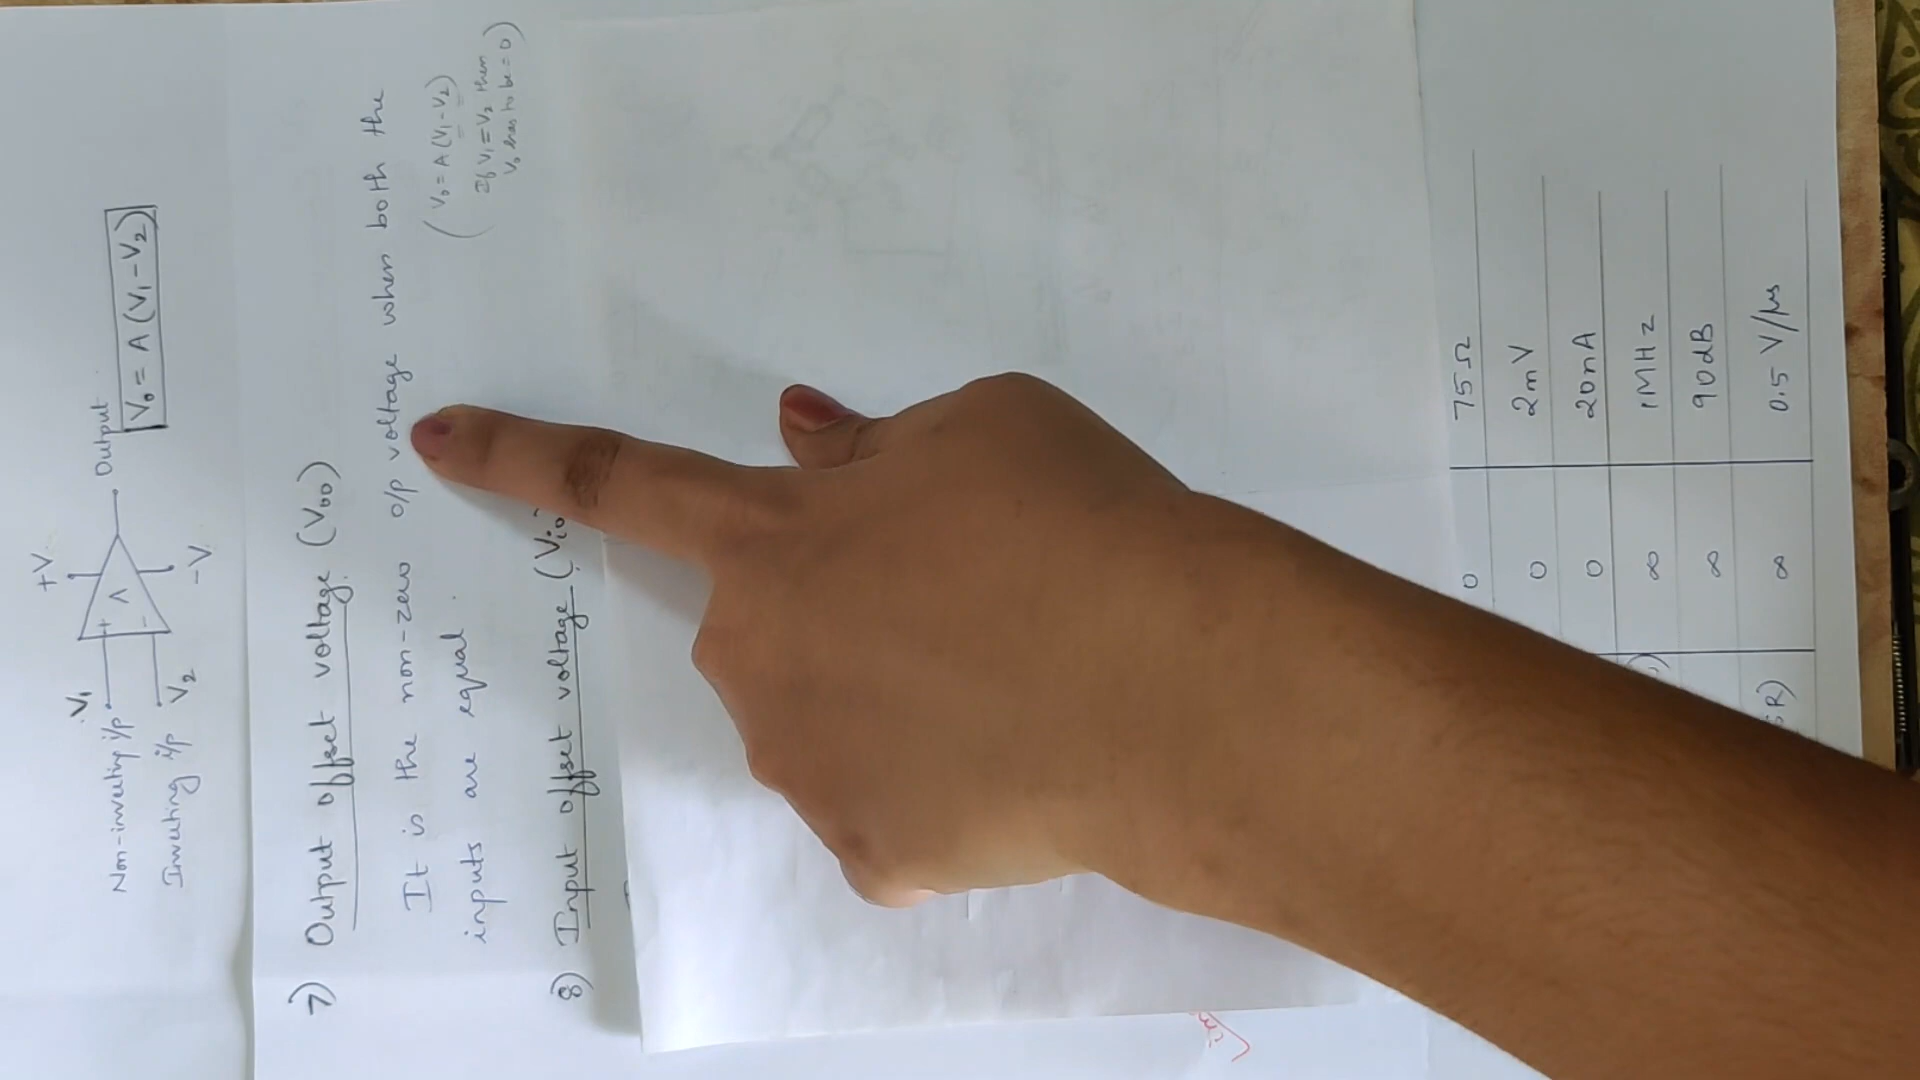 +V
V₁
Non-inverting i/p
+
A
-
Output
V₀ = A (V₁ - V₂)
Inverting i/p
V₂
-V
7) Output offset voltage (V₀₀)
It is the non-zero o/p voltage when both the
inputs are equal.
( V₀ = A (V₁ - V₂)
If V₁ = V₂ then
V₀ has to be = 0 )
8) Input offset voltage (Vᵢ₀
0 75 Ω
0 2mV
0 20nA
) ∞ 1MHz
∞ 90dB
SR) ∞ 0.5 V/μs